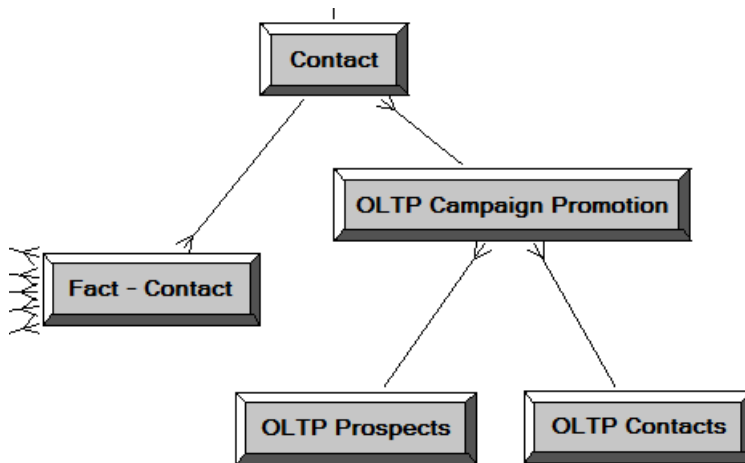 Contact
OLTP Campaign Promotion
Fact - Contact
OLTP Prospects
OLTP Contacts